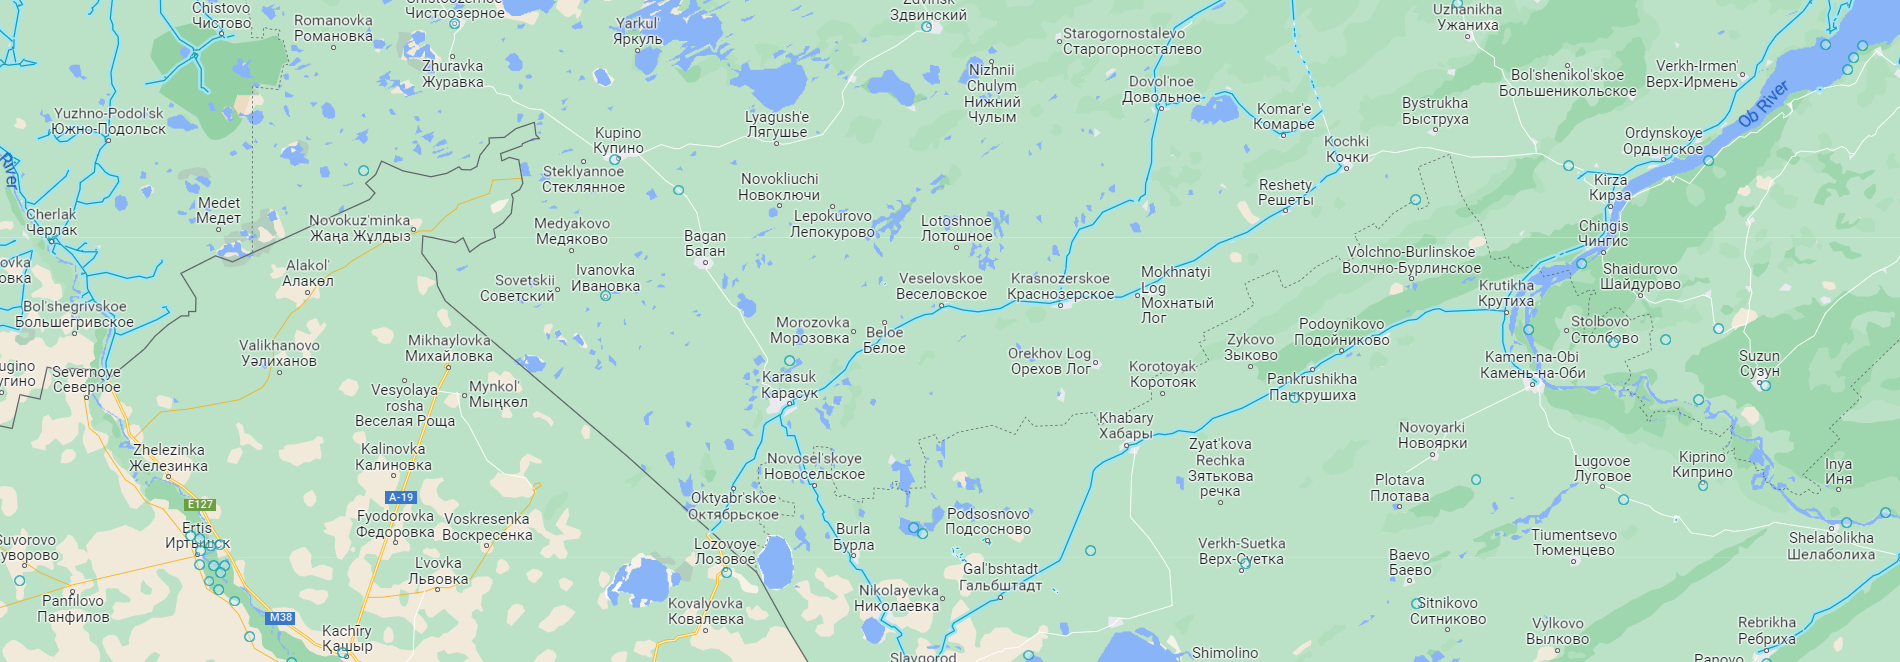 Chistovo
Чистово
Romanovka
Романовка
Чистоозерное
Yarkul'
Яркуль
Здвинский
Starogornostalevo
Старогорносталево
Uzhanikha
Ужаниха
Zhuravka
Журавка
Nizhnii
Chulym
Нижний
Чулым
Dovol'noe
Довольное
Bol'shenikol'skoe
Большеникольское
Verkh-Irmen'
Верх-Ирмень
Ob River
Yuzhno-Podol'sk
Южно-Подольск
Lyagush'e
Лягушье
Komar'e
Комарье
Bystrukha
Быструха
Kupino
Купино
Kochki
Кочки
Ordynskoye
Ордынское
River
Steklyannoe
Стеклянное
Novokliuchi
Новоключи
Reshety
Решеты
Kirza
Кирза
Medet
Медет
Cherlak
Черлак
Novokuz'minka
Жаңа Жұлдыз
Medyakovo
Медяково
Lepokurovo
Лепокурово
Lotoshnoe
Лотошное
Chingis
Чингис
Bagan
Баган
Volchno-Burlinskoe
Волчно-Бурлинское
Alakol'
Алакөл
Sovetskii
Советский
Ivanovka
Ивановка
Veselovskoe
Веселовское
Krasnozerskoe
Краснозерское
Mokhnatyi
Log
Мохнатый
Лог
Shaidurovo
Шайдурово
Krutikha
Крутиха
Bol'shegrivskoe
Большегривское
Morozovka
Морозовка
Beloe
Белое
Podoynikovo
Подойниково
Stolbovo
Столбово
Valikhanovo
Уәлиханов
Mikhaylovka
Михайловка
Orekhov Log
Орехов Лог
Zykovo
Зыково
Kamen-na-Obi
Камень-на-Оби
Suzun
Сузун
Severnoye
Северное
Vesyolaya
rosha
Веселая Роща
Mynkol'
Мыңкөл
Karasuk
Карасук
Korotoyak
Коротояк
Pankrushikha
Панкрушиха
Khabary
Хабары
Novoyarki
Новоярки
Zhelezinka
Железинка
Kalinovka
Калиновка
Novosel'skoye
Новосельское
Zyat'kova
Rechka
Зятькова
речка
Plotava
Плотава
Lugovoe
Луговое
Kiprino
Киприно
Inya
Иня
E127
A-19
Oktyabr'skoe
Октябрьское
Fyodorovka
Федоровка
Voskresenka
Воскресенка
Ertis
Иртышск
Burla
Бурла
Podsosnovo
Подсосново
Tiumentsevo
Тюменцево
Shelabolikha
Шелаболиха
Lozovoye
Лозовое
Verkh-Suetka
Верх-Суетка
Baevo
Баево
L'vovka
Львовка
Gal'bshtadt
Гальбштадт
Nikolayevka
Николаевка
Panfilovo
Панфилов
M38
Kovalyovka
Ковалевка
Sitnikovo
Ситниково
Kachīry
Қашыр
Vylkovo
Вылково
Rebrikha
Ребриха
Slavgorod
Shimolino